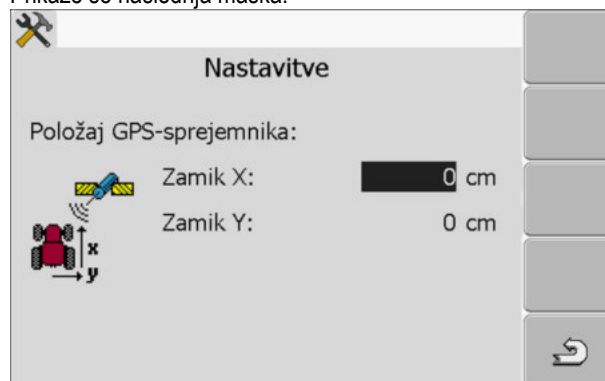 Prikaže se naslednja maska:
Nastavitve
Položaj GPS-sprejemnika:
Zamik X: 0 cm
Zamik Y: 0 cm
x
y